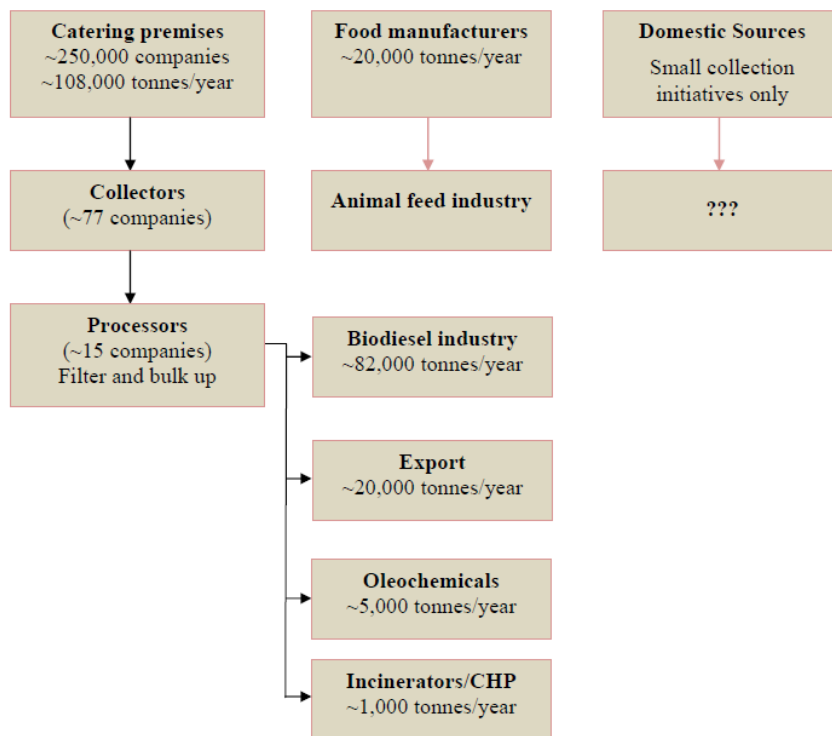 Catering premises
~250,000 companies
~108,000 tonnes/year
Food manufacturers
~20,000 tonnes/year
Domestic Sources
Small collection
initiatives only
Collectors
(~77 companies)
Animal feed industry
???
Processors
(~15 companies)
Filter and bulk up
Biodiesel industry
~82,000 tonnes/year
Export
~20,000 tonnes/year
Oleochemicals
~5,000 tonnes/year
Incinerators/CHP
~1,000 tonnes/year